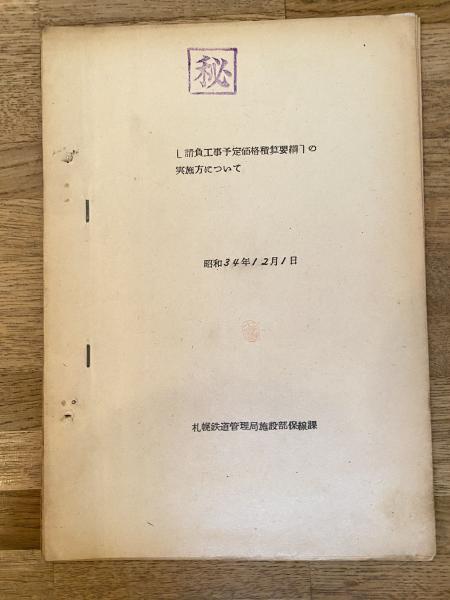 秘
「請負工事予定価格積算要綱」の
実施方について
昭和34年12月1日
札幌鉄道管理局施設部保線課